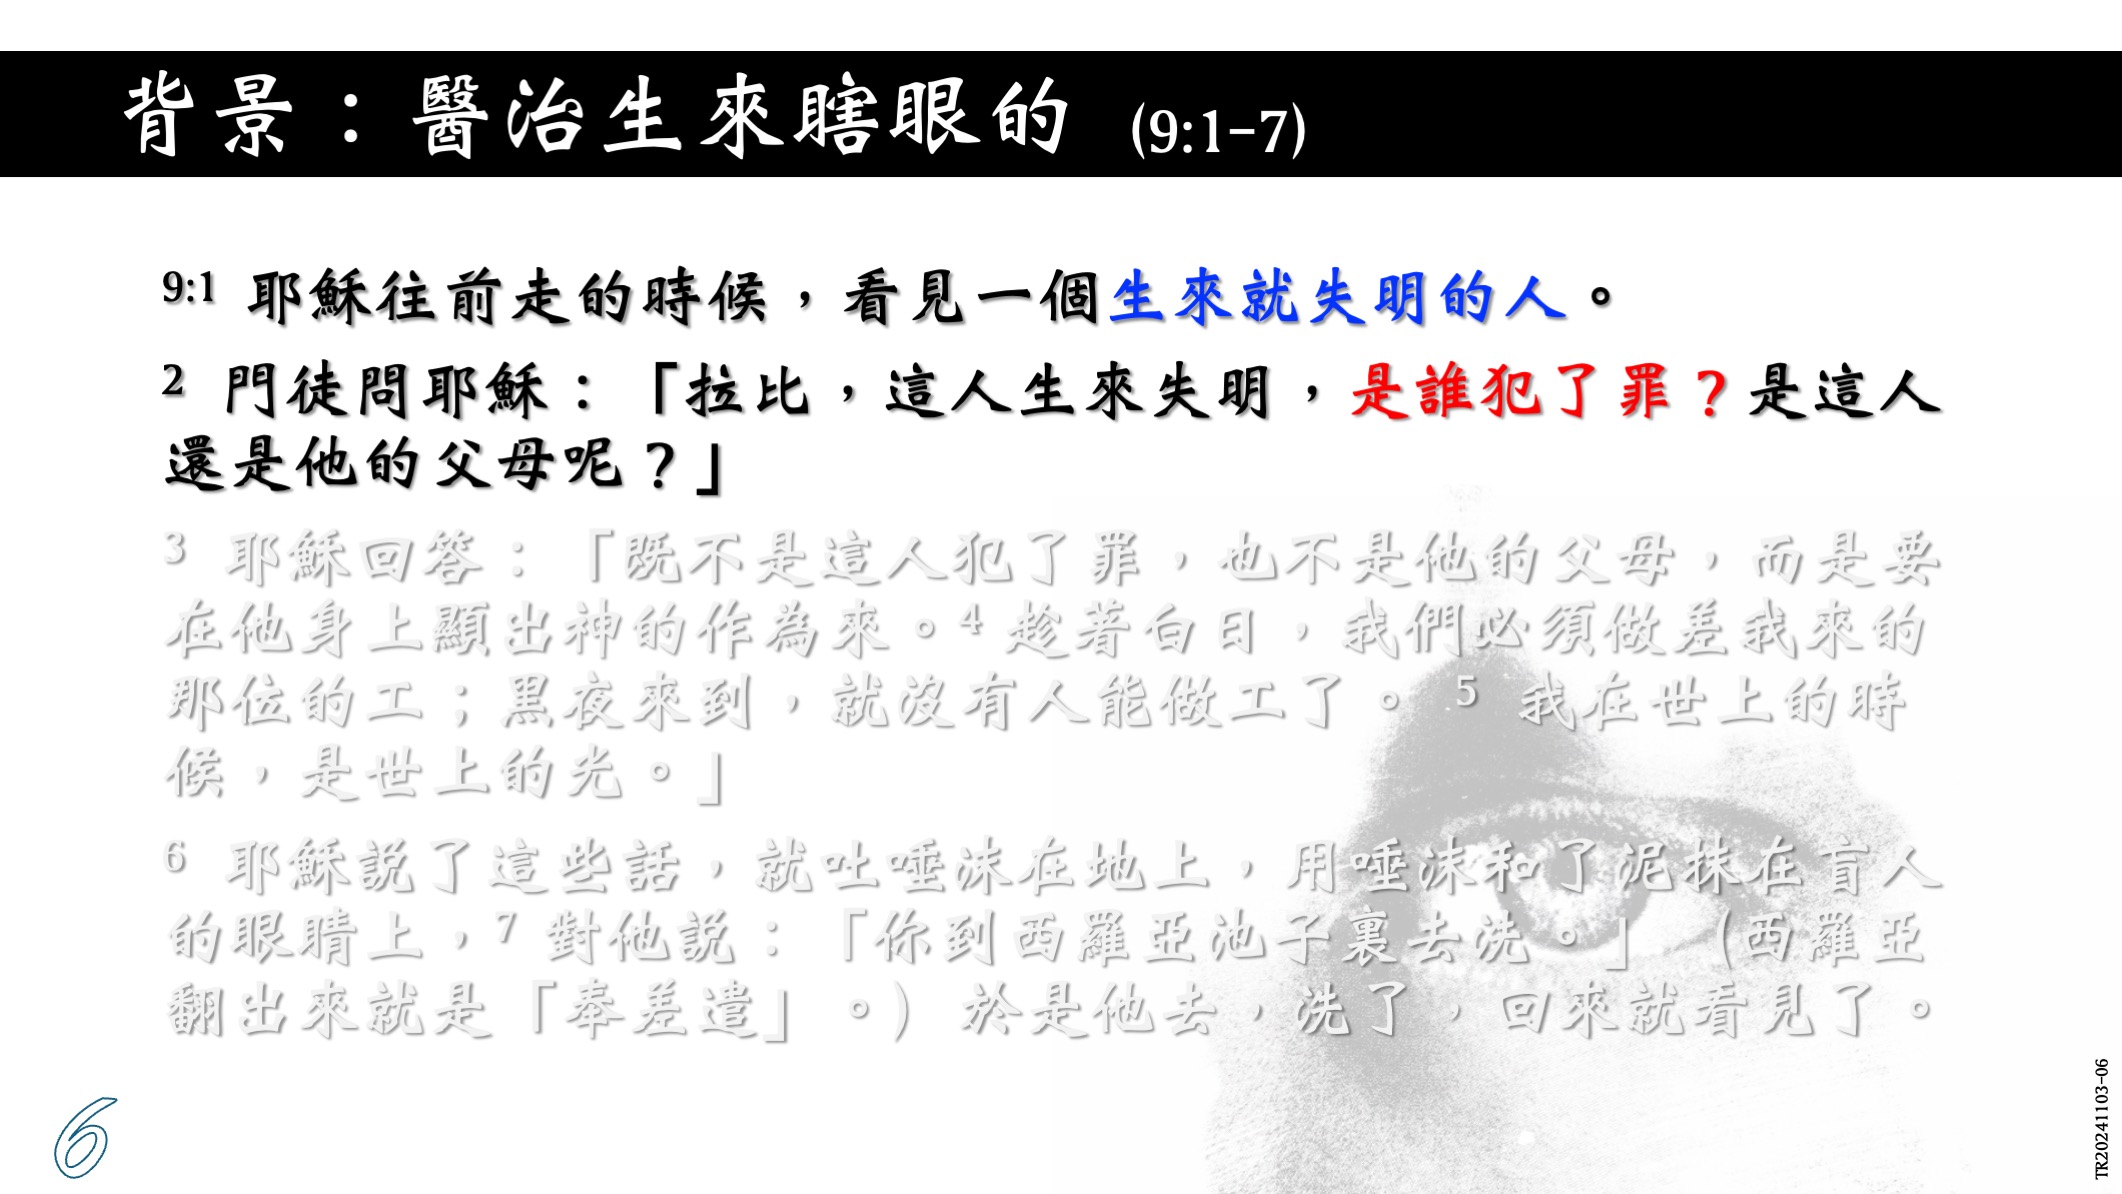 背景：醫治生來瞎眼的 (9:1-7)
9:1 耶穌往前走的時候，看見一個生來就失明的人。
2 門徒問耶穌：「拉比，這人生來失明，是誰犯了罪？是這人
還是他的父母呢？」
3 耶穌回答：「既不是這人犯了罪，也不是他的父母，而是要
在他身上顯出神的作為來。4 趁著白日，我們必須做差我來的
那位的工；黑夜來到，就沒有人能做工了。 5 我在世上的時
候，是世上的光。」
6 耶穌說了這些話，就吐唾沫在地上，用唾沫和了泥抹在盲人
的眼睛上，7 對他說：「你到西羅亞池子裏去洗。」（西羅亞
翻出來就是「奉差遣」。） 於是他去，洗了，回來就看見了。
6
TR20241103-06